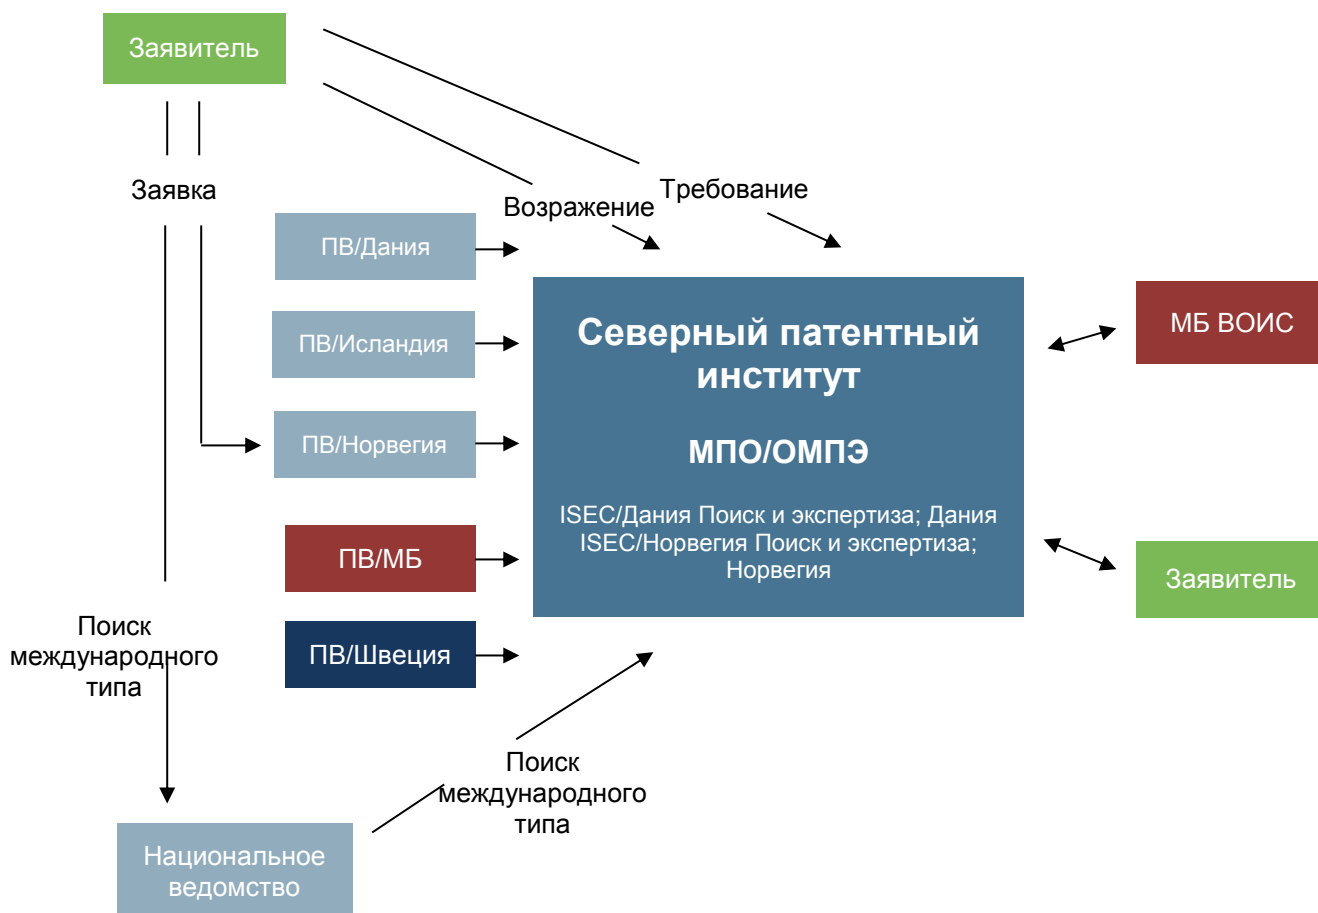 Заявитель
Заявка
Возражение
Требование
ПВ/Дания
ПВ/Исландия
ПВ/Норвегия
ПВ/МБ
ПВ/Швеция
Северный патентный
институт
МПО/ОМПЭ
ISEC/Дания Поиск и экспертиза; Дания
ISEC/Норвегия Поиск и экспертиза;
Норвегия
МБ ВОИС
Заявитель
Поиск
международного
типа
Поиск
международного
типа
Национальное
ведомство